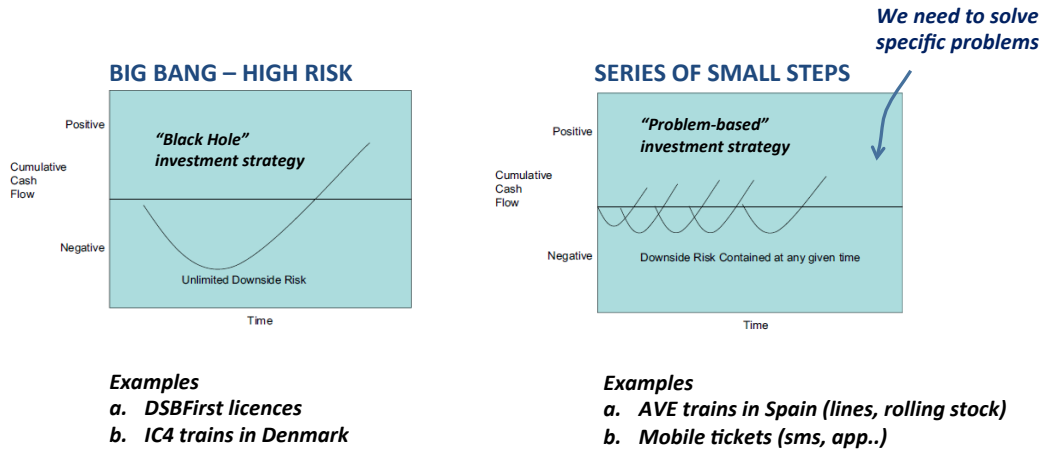 We need to solve
specific problems
BIG BANG – HIGH RISK
Positive
“Black Hole”
investment strategy
Cumulative
Cash
Flow
Negative
Unlimited Downside Risk
Time
Examples
a. DSBFirst licences
b. IC4 trains in Denmark
SERIES OF SMALL STEPS
Positive
“Problem-based”
investment strategy
Cumulative
Cash
Flow
Negative
Downside Risk Contained at any given time
Time
Examples
a. AVE trains in Spain (lines, rolling stock)
b. Mobile tickets (sms, app..)